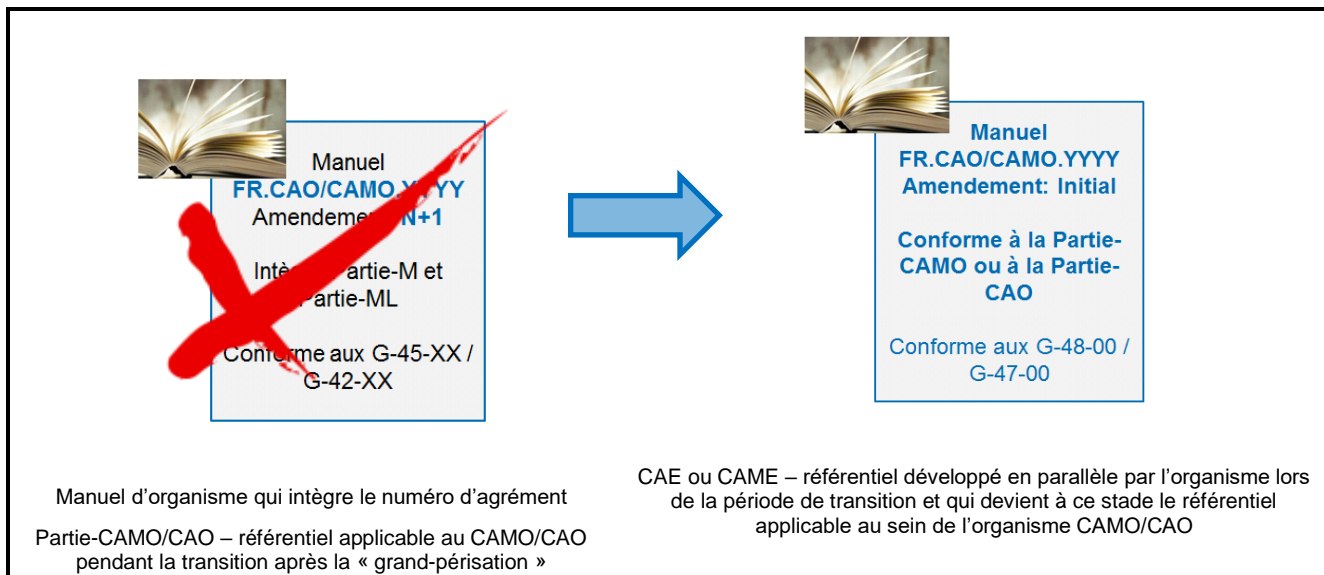 Manuel
FR.CAO/CAMO.YYYY
Amendement N+1
Partie-M et
Partie-ML
Conforme aux G-45-XX /
G-42-XX
Manuel d'organisme qui intègre le numéro d'agrément
Partie-CAMO/CAO – référentiel applicable au CAMO/CAO
pendant la transition après la « grand-périsation »
Manuel
FR.CAO/CAMO.YYYY
Amendement: Initial
Conforme à la Partie-
CAMO ou à la Partie-
CAO
Conforme aux G-48-00 /
G-47-00
CAE ou CAME – référentiel développé en parallèle par l'organisme lors
de la période de transition et qui devient à ce stade le référentiel
applicable au sein de l'organisme CAMO/CAO